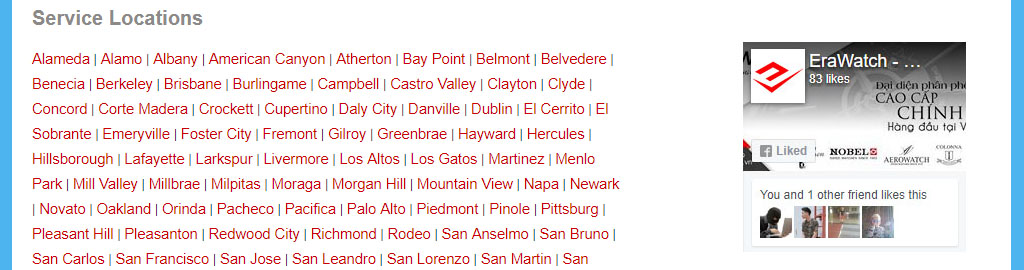 Service Locations
Alameda | Alamo | Albany | American Canyon | Atherton | Bay Point | Belmont | Belvedere |
Benecia | Berkeley | Brisbane | Burlingame | Campbell | Castro Valley | Clayton | Clyde |
Concord | Corte Madera | Crockett | Cupertino | Daly City | Danville | Dublin | El Cerrito | El
Sobrante | Emeryville | Foster City | Fremont | Gilroy | Greenbrae | Hayward | Hercules |
Hillsborough | Lafayette | Larkspur | Livermore | Los Altos | Los Gatos | Martinez | Menlo
Park | Mill Valley | Millbrae | Milpitas | Moraga | Morgan Hill | Mountain View | Napa | Newark
| Novato | Oakland | Orinda | Pacheco | Pacifica | Palo Alto | Piedmont | Pinole | Pittsburg |
Pleasant Hill | Pleasanton | Redwood City | Richmond | Rodeo | San Anselmo | San Bruno |
San Carlos | San Francisco | San Jose | San Leandro | San Lorenzo | San Martin | San
EraWatch - ...
83 likes
Đại diện phân phố
CAO CẤP
CHÍNH
Hàng đầu tại V
Liked
NOBEL
AEROWATCH
COLONNA
You and 1 other friend likes this